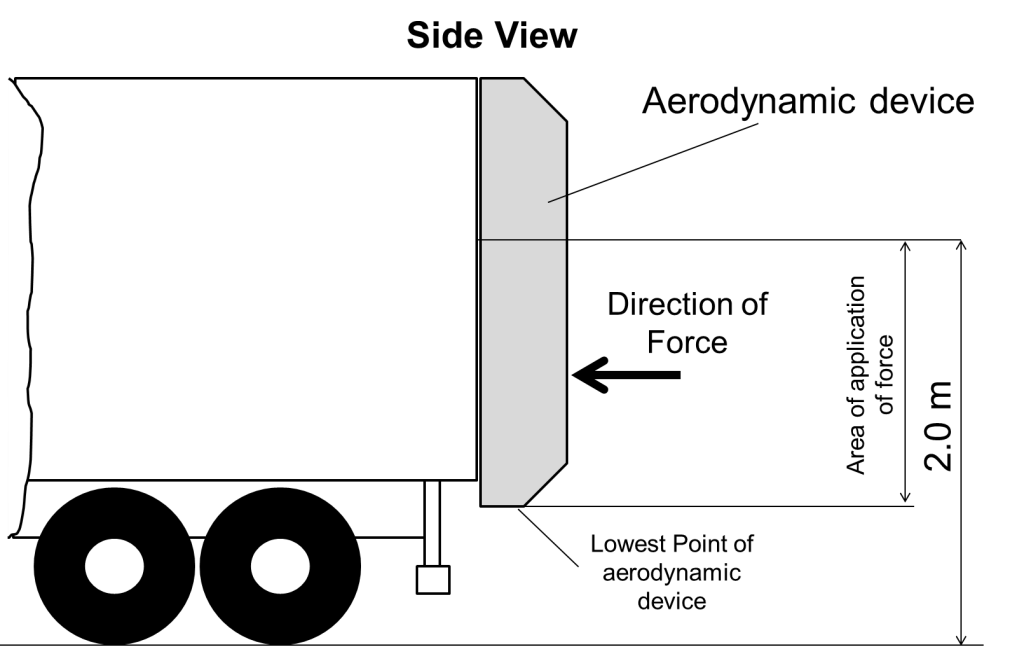 Side View
Aerodynamic device
Direction of
Force
Area of application
of force
2.0 m
Lowest Point of
aerodynamic
device